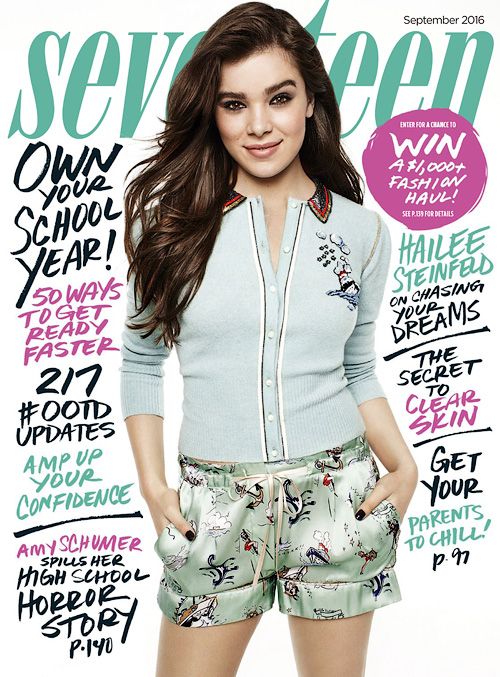 September 2016
seventeen
OWN
YOUR
SCHOOL
YEAR!
50 WAYS
TO GET
READY
FASTER
217
#OOTD
UPDATES
AMP UP
YOUR
CONFIDENCE
AMY SCHUMER
SPILLS HER
HIGH SCHOOL
HORROR
STORY
P.140
ENTER FOR A CHANCE TO
WIN
A $1,000+
FASHION
HAUL!
SEE P.139 FOR DETAILS
HAILEE
STEINFELD
ON CHASING
YOUR
DREAMS
THE
SECRET
TO
CLEAR
SKIN
GET
YOUR
PARENTS
TO CHILL!
P.97